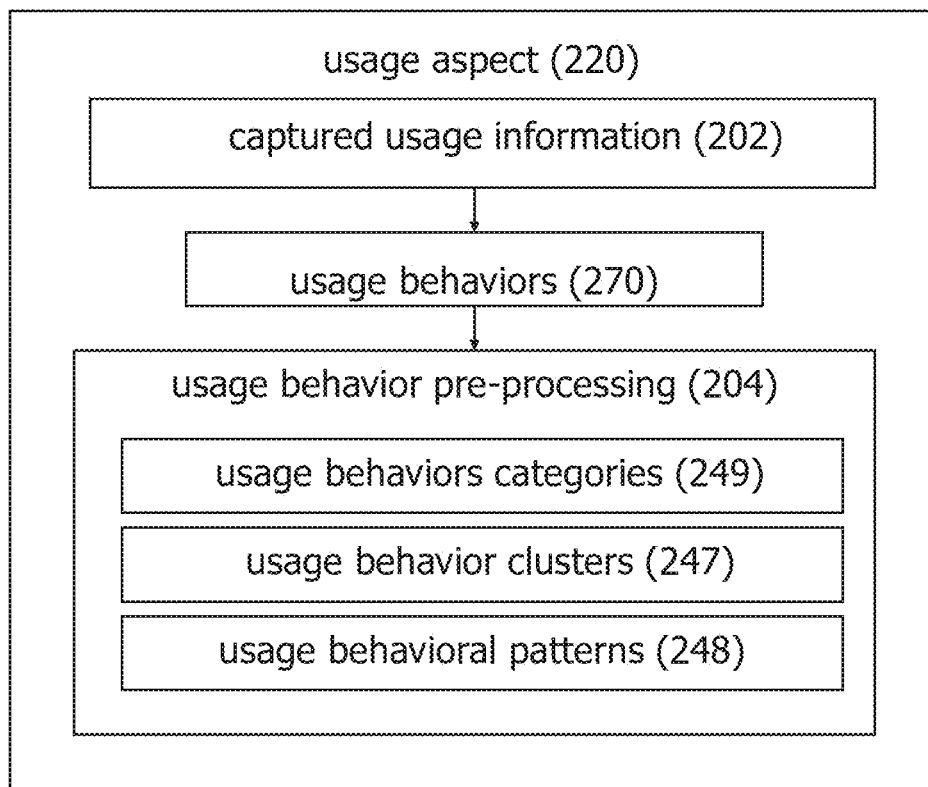 usage aspect (220)
captured usage information (202)
usage behaviors (270)
usage behavior pre-processing (204)
usage behaviors categories (249)
usage behavior clusters (247)
usage behavioral patterns (248)